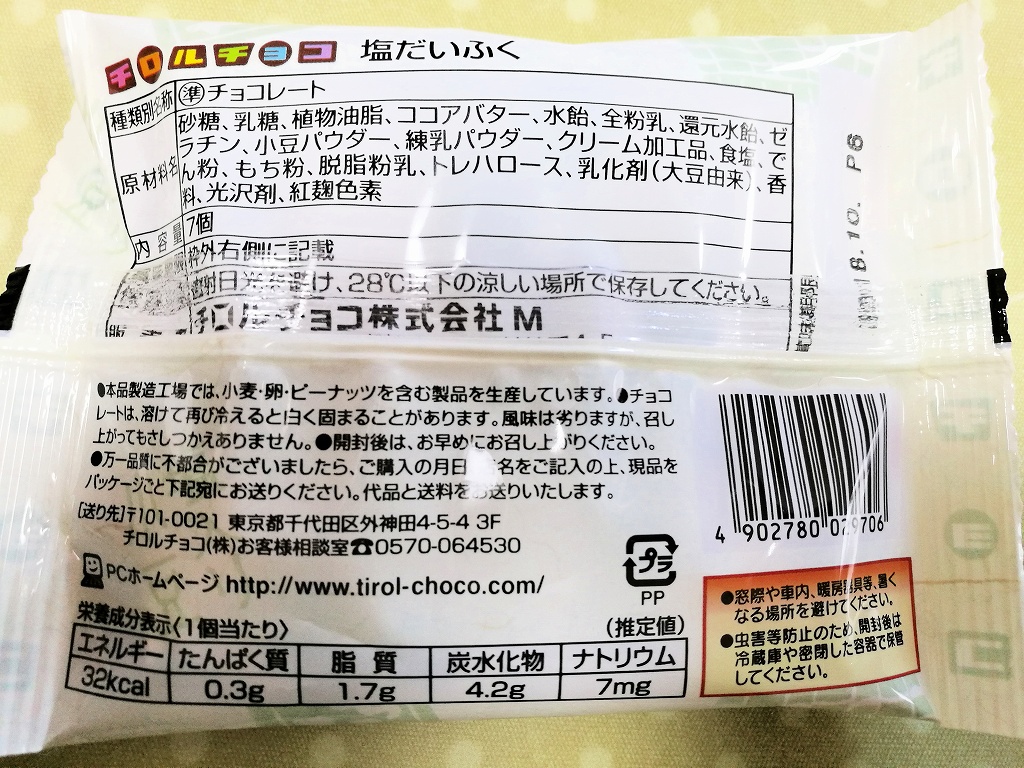 チロルチョコ 塩だいふく
種類別名称 準チョコレート
原材料名 砂糖、乳糖、植物油脂、ココアバター、水飴、全粉乳、還元水飴、ゼ
ラチン、小豆パウダー、練乳パウダー、クリーム加工品、食塩、で
ん粉、もち粉、脱脂粉乳、トレハロース、乳化剤(大豆由来)、香
料、光沢剤、紅麹色素
内容量 7個
枠外右側に記載
直射日光を避け、28℃以下の涼しい場所で保存してください。
チロルチョコ株式会社 M
8.10. P6
●本品製造工場では、小麦・卵・ピーナッツを含む製品を生産しています。●チョコ
レートは、溶けて再び冷えると白く固まることがあります。風味は劣りますが、召し
上がってもさしつかえありません。●開封後は、お早めにお召し上がりください。
●万一品質に不都合がございましたら、ご購入の月日 名をご記入の上、現品を
パッケージごと下記宛にお送りください。代品と送料をお送りいたします。
[送り先]〒101-0021 東京都千代田区外神田4-5-4 3F
チロルチョコ(株)お客様相談室☎0570-064530
PCホームページ http://www.tirol-choco.com/
プラ
PP
4 902780 029706
●窓際や車内、暖房器具等、暑く
なる場所を避けてください。
●虫害等防止のため、開封後は
冷蔵庫や密閉した容器で保管
してください。
栄養成分表示〈1個当たり〉 (推定値)
エネルギー たんぱく質 脂質 炭水化物 ナトリウム
32kcal 0.3g 1.7g 4.2g 7mg